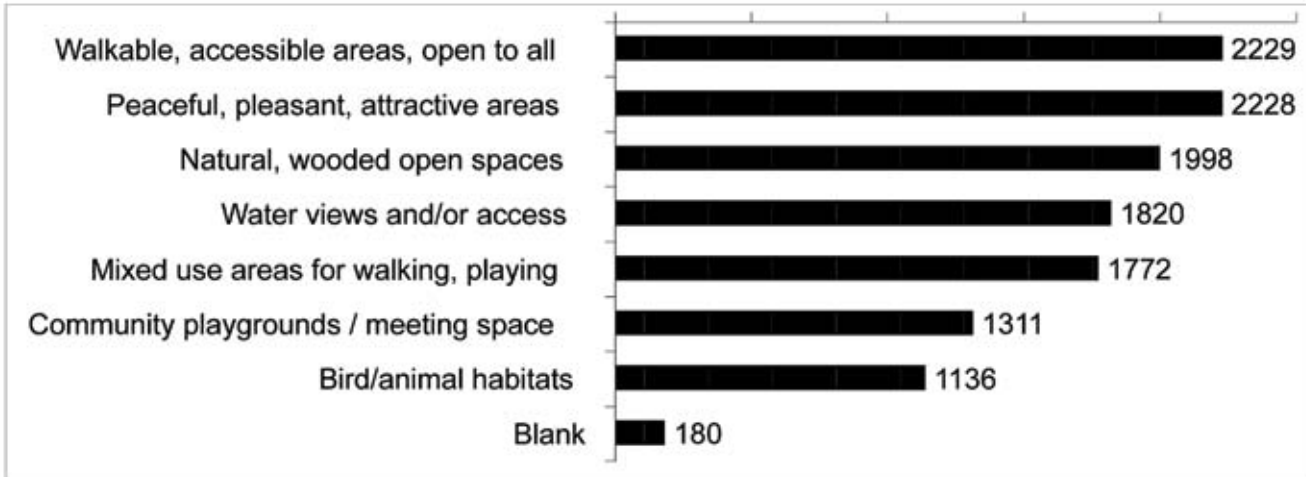 Walkable, accessible areas, open to all 2229
Peaceful, pleasant, attractive areas 2228
Natural, wooded open spaces 1998
Water views and/or access 1820
Mixed use areas for walking, playing 1772
Community playgrounds / meeting space 1311
Bird/animal habitats 1136
Blank 180